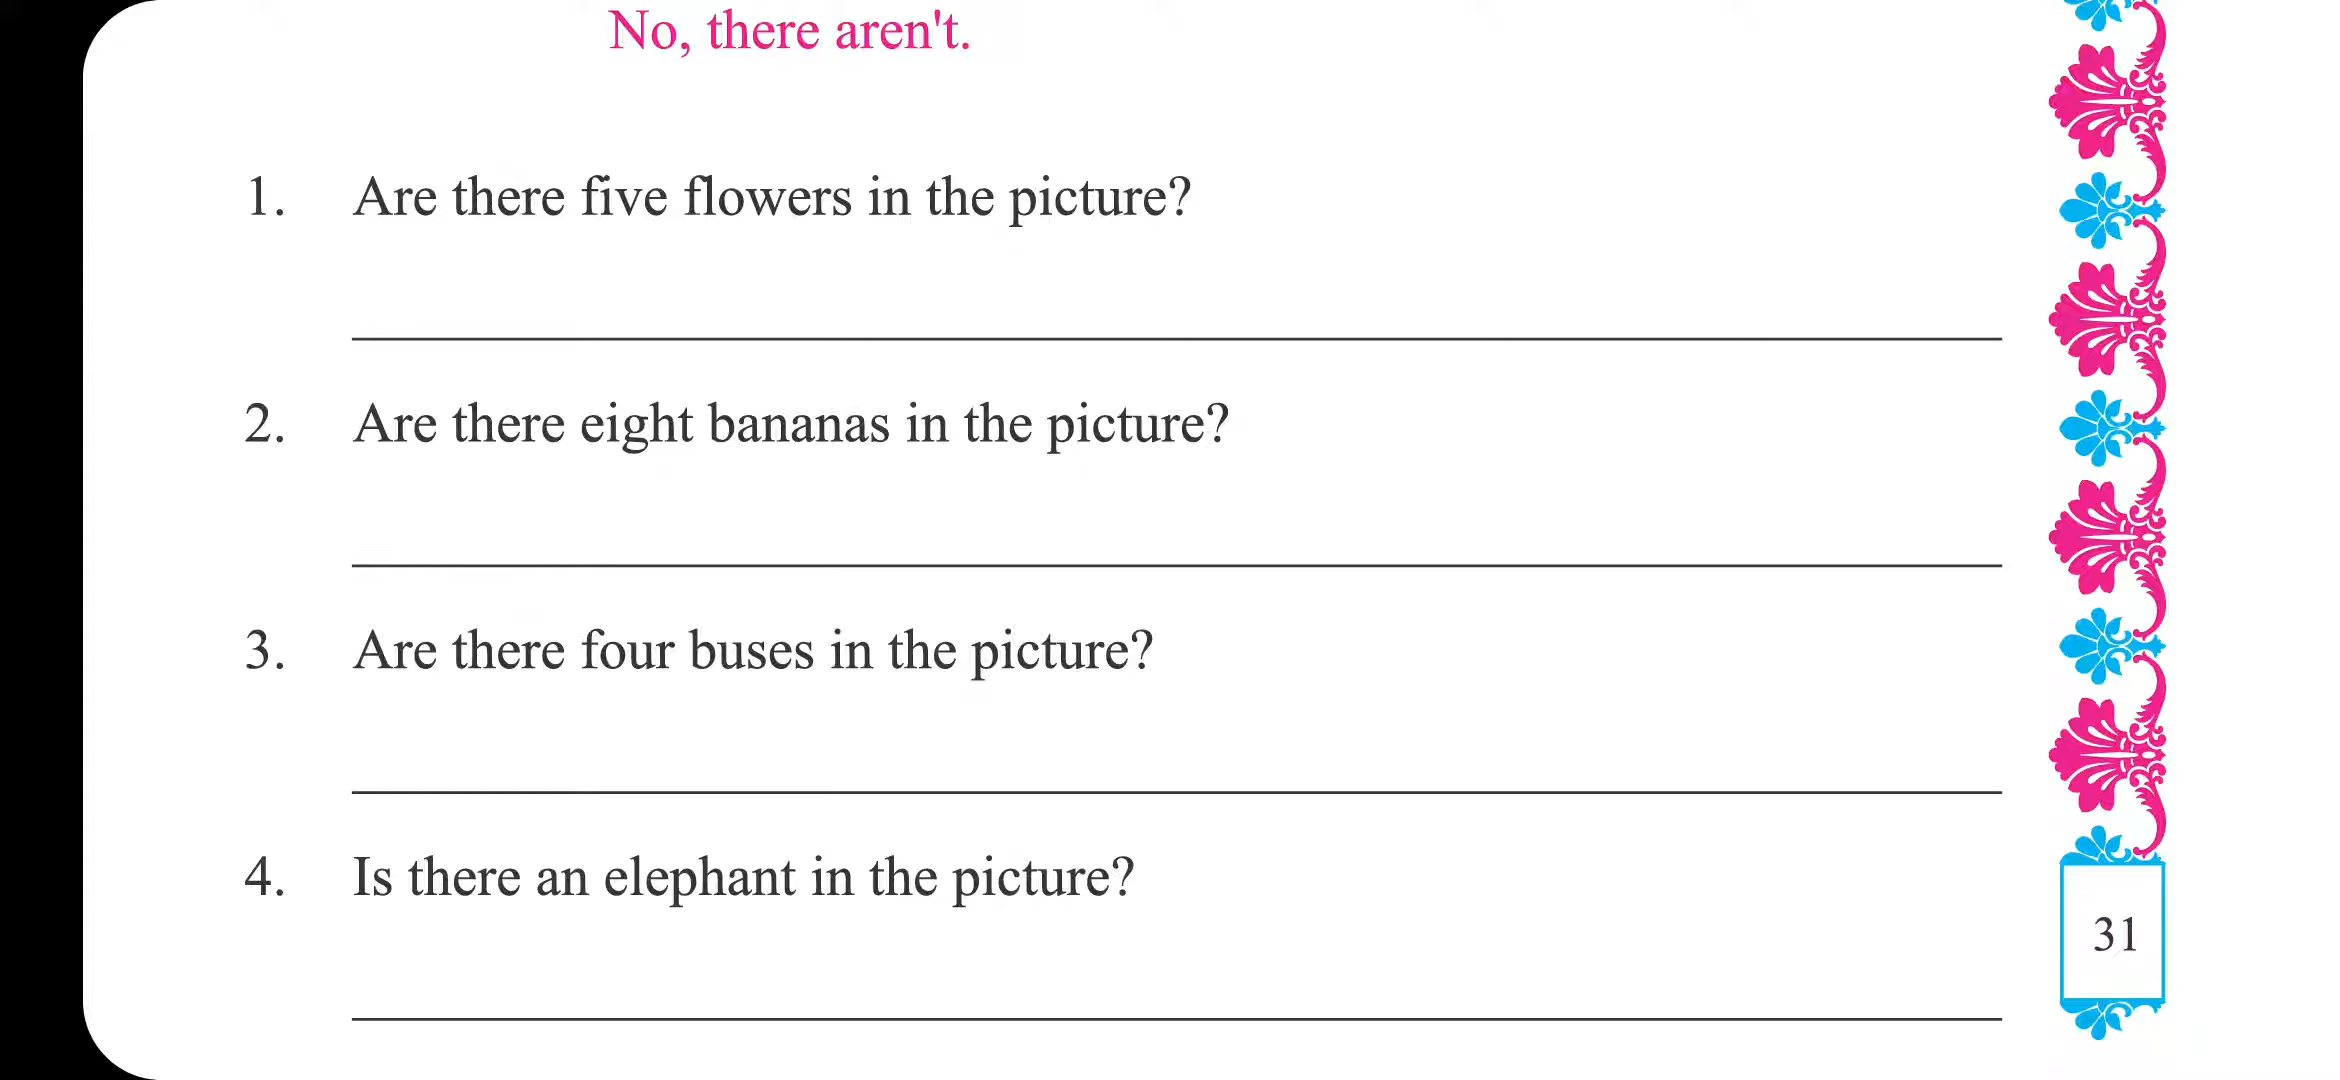 No, there aren't.
1. Are there five flowers in the picture?
2. Are there eight bananas in the picture?
3. Are there four buses in the picture?
4. Is there an elephant in the picture?
31